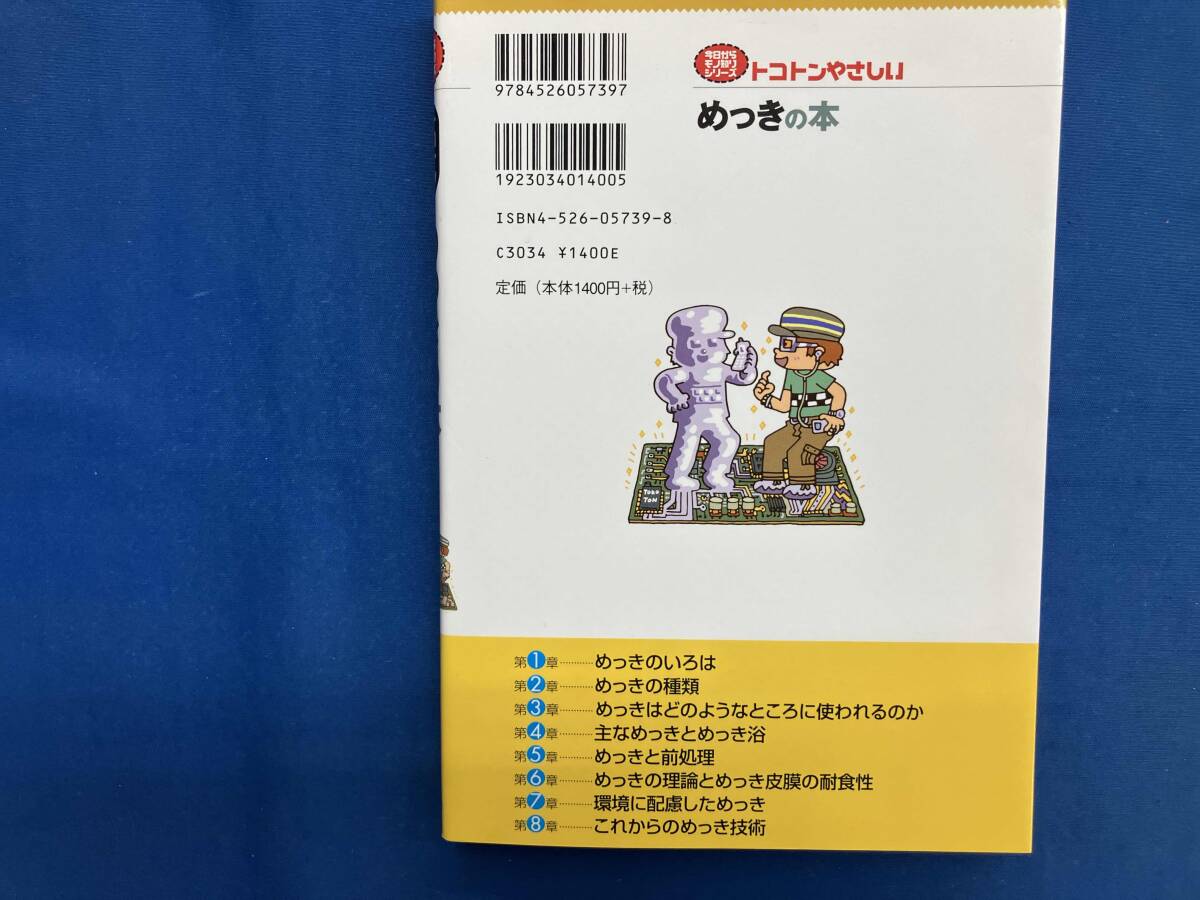 9784526057397
1923034014005
ISBN4-526-05739-8
C3034 ¥1400E
定価（本体1400円+税）
今日から
モノ知り
シリーズ
トコトンやさしい
めっきの本
TOKO
TON
第1章…………めっきのいろは
第2章…………めっきの種類
第3章…………めっきはどのようなところに使われるのか
第4章…………主なめっきとめっき浴
第5章…………めっきと前処理
第6章…………めっきの理論とめっき皮膜の耐食性
第7章…………環境に配慮しためっき
第8章…………これからのめっき技術